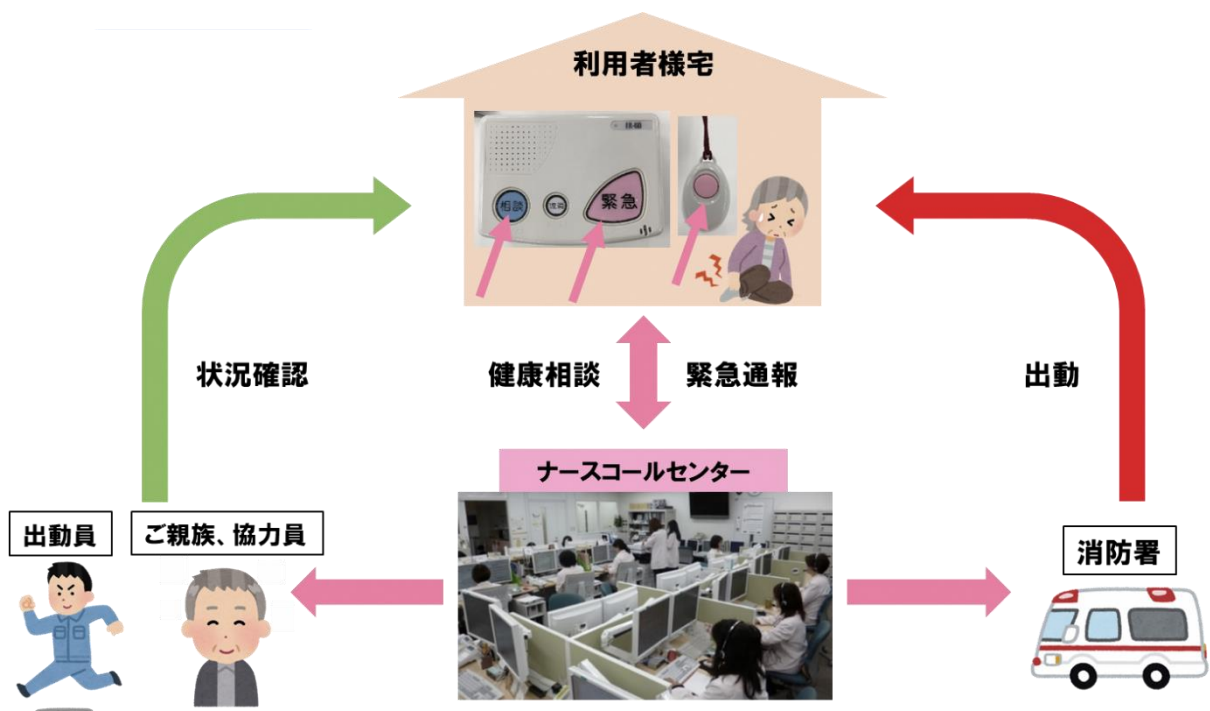 利用者様宅
相談
緊急
状況確認
健康相談
緊急通報
出動
ナースコールセンター
出動員
ご親族、協力員
消防署